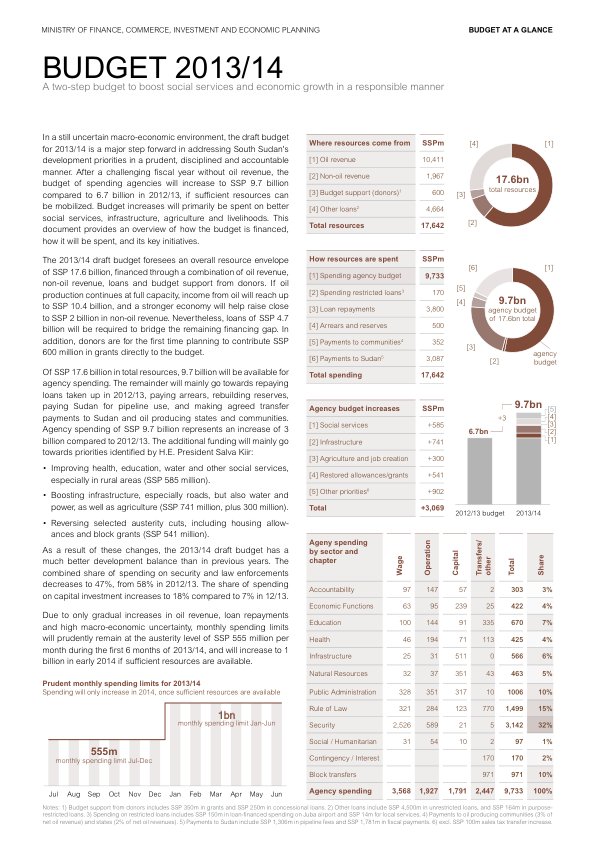 MINISTRY OF FINANCE, COMMERCE, INVESTMENT AND ECONOMIC PLANNING
BUDGET AT A GLANCE
BUDGET 2013/14
A two-step budget to boost social services and economic growth in a responsible manner
In a still uncertain macro-economic environment, the draft budget
for 2013/14 is a major step forward in addressing South Sudan's
development priorities in a prudent, disciplined and accountable
manner. After a challenging fiscal year without oil revenue, the
budget of spending agencies will increase to SSP 9.7 billion
compared to 6.7 billion in 2012/13, if sufficient resources can
be mobilized. Budget increases will primarily be spent on better
social services, infrastructure, agriculture and livelihoods. This
document provides an overview of how the budget is financed,
how it will be spent, and its key initiatives.
The 2013/14 draft budget foresees an overall resource envelope
of SSP 17.6 billion, financed through a combination of oil revenue,
non-oil revenue, loans and budget support from donors. If oil
production continues at full capacity, income from oil will reach up
to SSP 10.4 billion, and a stronger economy will help raise close
to SSP 2 billion in non-oil revenue. Nevertheless, loans of SSP 4.7
billion will be required to bridge the remaining financing gap. In
addition, donors are for the first time planning to contribute SSP
600 million in grants directly to the budget.
Of SSP 17.6 billion in total resources, 9.7 billion will be available for
agency spending. The remainder will mainly go towards repaying
loans taken up in 2012/13, paying arrears, rebuilding reserves,
paying Sudan for pipeline use, and making agreed transfer
payments to Sudan and oil producing states and communities.
Agency spending of SSP 9.7 billion represents an increase of 3
billion compared to 2012/13. The additional funding will mainly go
towards priorities identified by H.E. President Salva Kiir:
• Improving health, education, water and other social services,
especially in rural areas (SSP 585 million).
• Boosting infrastructure, especially roads, but also water and
power, as well as agriculture (SSP 741 million, plus 300 million).
• Reversing selected austerity cuts, including housing allow-
ances and block grants (SSP 541 million).
As a result of these changes, the 2013/14 draft budget has a
much better development balance than in previous years. The
combined share of spending on security and law enforcements
decreases to 47%, from 58% in 2012/13. The share of spending
on capital investment increases to 18% compared to 7% in 12/13.
Due to only gradual increases in oil revenue, loan repayments
and high macro-economic uncertainty, monthly spending limits
will prudently remain at the austerity level of SSP 555 million per
month during the first 6 months of 2013/14, and will increase to 1
billion in early 2014 if sufficient resources are available.
Prudent monthly spending limits for 2013/14
Spending will only increase in 2014, once sufficient resources are available
1bn
monthly spending limit Jan-Jun
555m
monthly spending limit Jul-Dec
Jul Aug Sep Oct Nov Dec Jan Feb Mar Apr May Jun
Where resources come from SSPm
[1] Oil revenue 10,411
[2] Non-oil revenue 1,967
[3] Budget support (donors)¹ 600
[4] Other loans² 4,664
Total resources 17,642
[4] [1]
17.6bn
total resources
[3]
[2]
How resources are spent SSPm
[1] Spending agency budget 9,733
[2] Spending restricted loans³ 170
[3] Loan repayments 3,800
[4] Arrears and reserves 500
[5] Payments to communities⁴ 352
[6] Payments to Sudan⁵ 3,087
Total spending 17,642
[6] [1]
[5]
[4]
9.7bn
agency budget
of 17.6bn total
[3]
[2]
agency
budget
Agency budget increases SSPm
[1] Social services +585
[2] Infrastructure +741
[3] Agriculture and job creation +300
[4] Restored allowances/grants +541
[5] Other priorities⁶ +902
Total +3,069
9.7bn
+3
6.7bn
[5]
[4]
[3]
[2]
[1]
2012/13 budget 2013/14
Ageny spending by sector and chapter Wage Operation Capital Transfers/other Total Share
Accountability 97 147 57 2 303 3%
Economic Functions 63 95 239 25 422 4%
Education 100 144 91 335 670 7%
Health 46 194 71 113 425 4%
Infrastructure 25 31 511 0 566 6%
Natural Resources 32 37 351 43 463 5%
Public Administration 328 351 317 10 1006 10%
Rule of Law 321 284 123 770 1,499 15%
Security 2,526 589 21 5 3,142 32%
Social / Humanitarian 31 54 10 2 97 1%
Contingency / Interest 170 170 2%
Block transfers 971 971 10%
Agency spending 3,568 1,927 1,791 2,447 9,733 100%
Notes: 1) Budget support from donors includes SSP 350m in grants and SSP 250m in concessional loans. 2) Other loans include SSP 4,500m in unrestricted loans, and SSP 164m in purpose-
restricted loans. 3) Spending on restricted loans includes SSP 150m in loan-financed spending on Juba airport and SSP 14m for local services. 4) Payments to oil producing communities (3% of
net oil revenue) and states (2% of net oil revenues). 5) Payments to Sudan include SSP 1,306m in pipeline fees and SSP 1,781m in fiscal payments. 6) excl. SSP 100m sales tax transfer increase.